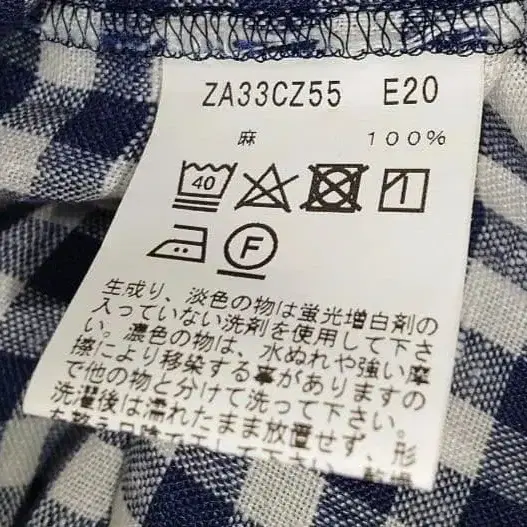 ZA33CZ55 E20
麻 100%
40
F
生成り、淡色の物は蛍光増白剤の
入っていない洗剤を使用して下さ
い。濃色の物は、水ぬれや強い摩
擦により移染する事がありますの
で他の物と分けて洗って下さい。
洗濯後は濡れたまま放置せず、形